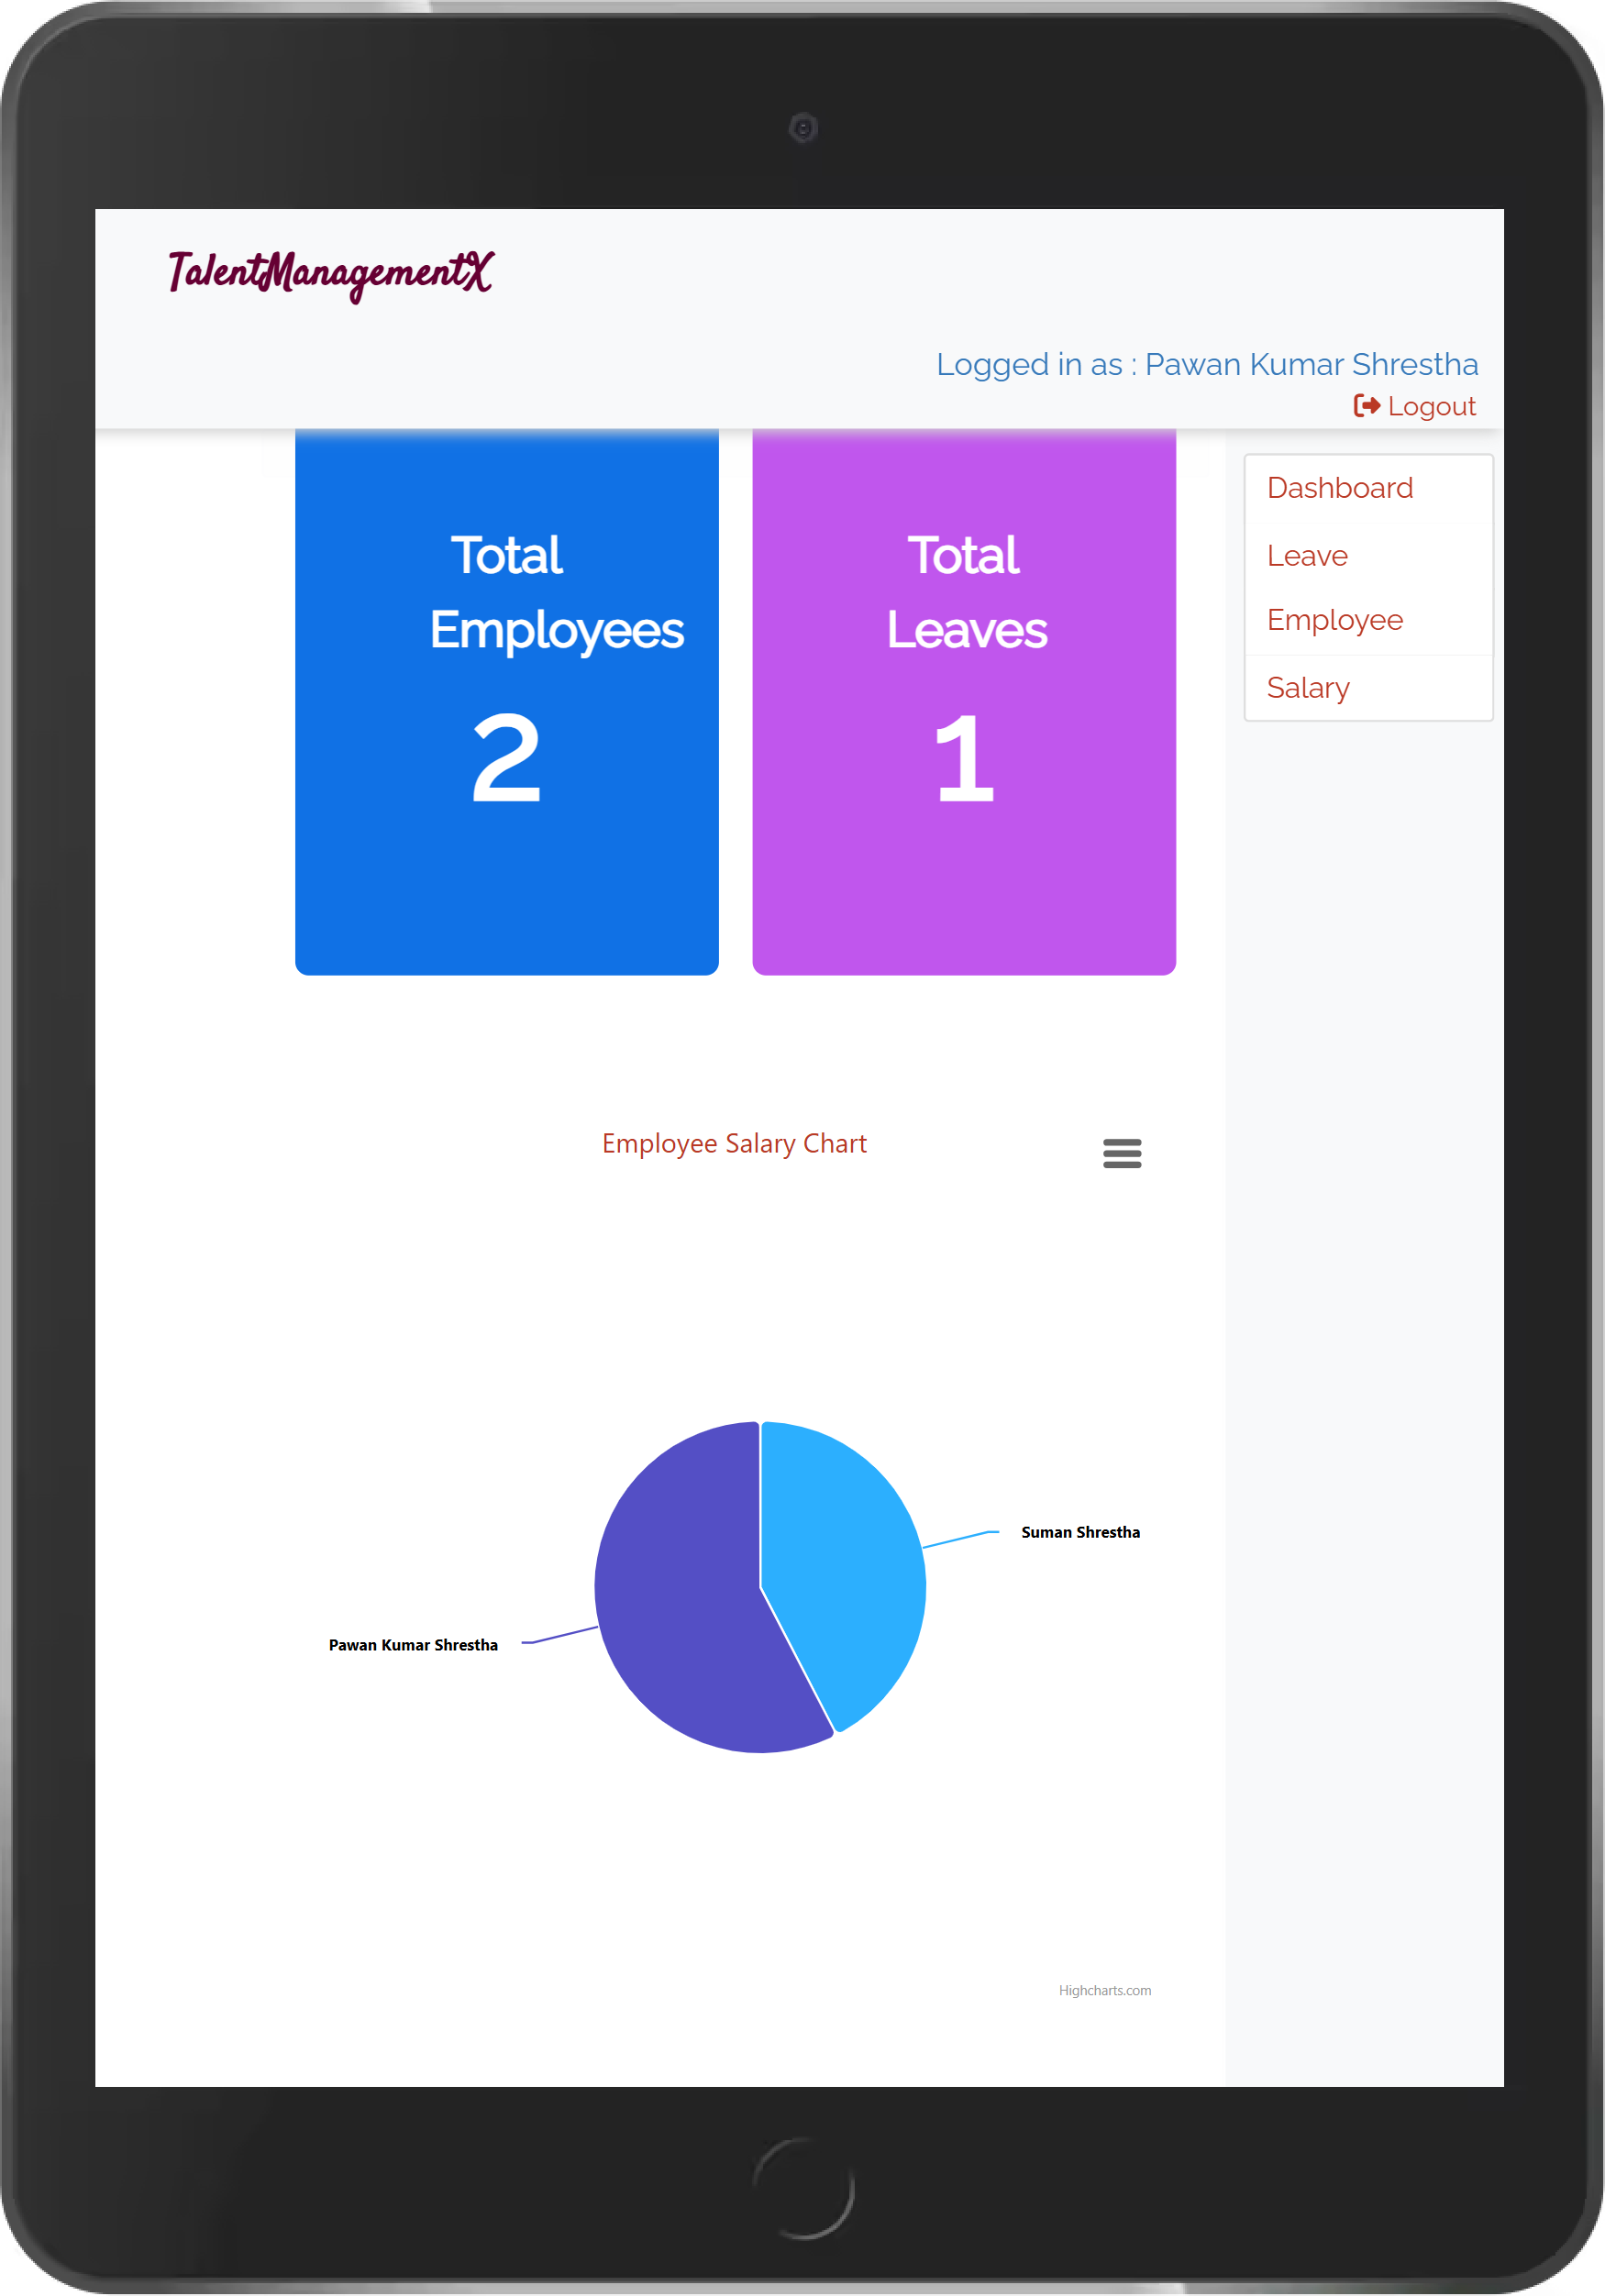 TalentManagementX
Logged in as : Pawan Kumar Shrestha
Logout
Dashboard
Leave
Employee
Salary
Total
Employees
2
Total
Leaves
1
Employee Salary Chart
Suman Shrestha
Pawan Kumar Shrestha
Highcharts.com